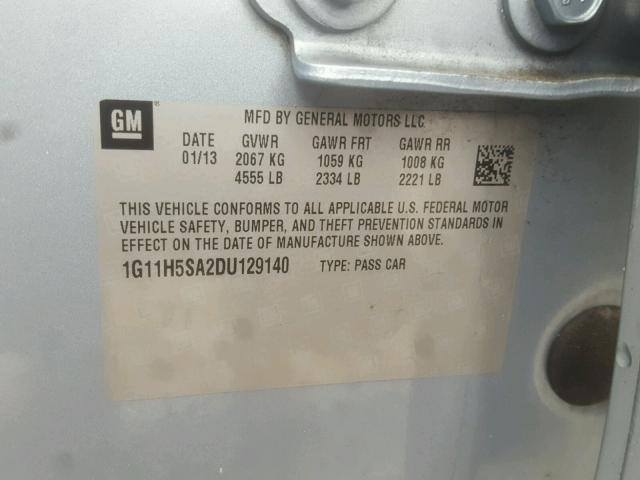 GM
MFD BY GENERAL MOTORS LLC
DATE GVWR GAWR FRT GAWR RR
01/13 2067 KG 1059 KG 1008 KG
4555 LB 2334 LB 2221 LB
THIS VEHICLE CONFORMS TO ALL APPLICABLE U.S. FEDERAL MOTOR
VEHICLE SAFETY, BUMPER, AND THEFT PREVENTION STANDARDS IN
EFFECT ON THE DATE OF MANUFACTURE SHOWN ABOVE.
1G11H5SA2DU129140 TYPE: PASS CAR